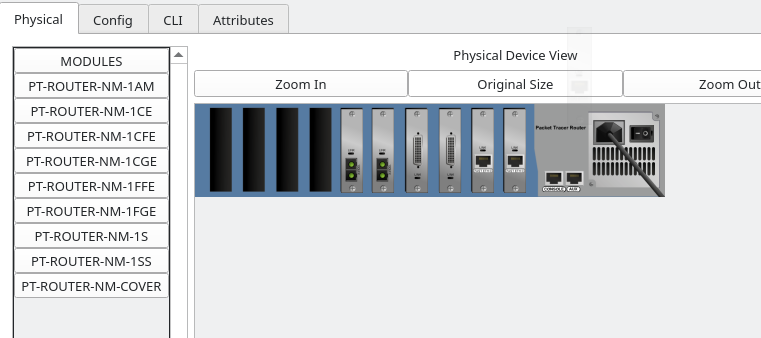 Physical
Config
CLI
Attributes
MODULES
PT-ROUTER-NM-1AM
PT-ROUTER-NM-1CE
PT-ROUTER-NM-1CFE
PT-ROUTER-NM-1CGE
PT-ROUTER-NM-1FFE
PT-ROUTER-NM-1FGE
PT-ROUTER-NM-1S
PT-ROUTER-NM-1SS
PT-ROUTER-NM-COVER
Physical Device View
Zoom In
Original Size
Zoom Out
Packet Tracer Router
CONSOLE
AUX